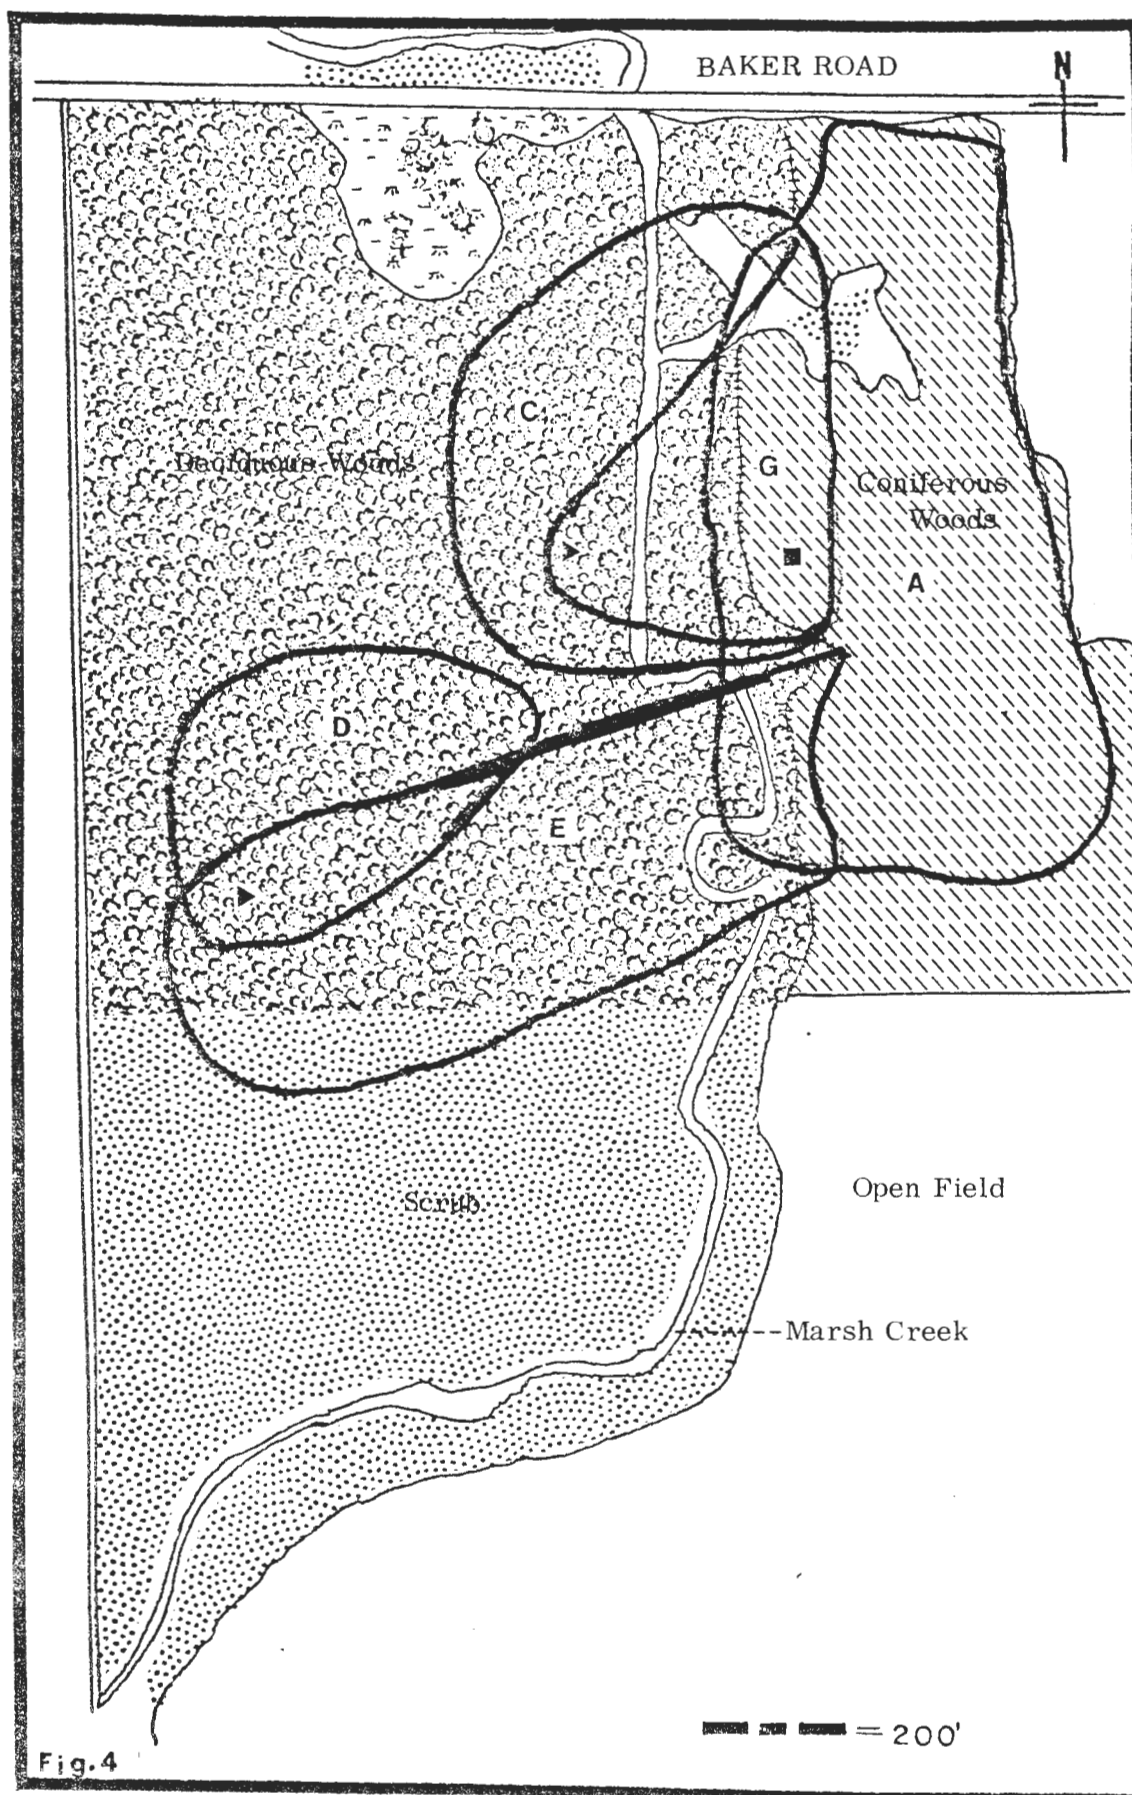 BAKER ROAD
N
C
Deciduous Woods
G
Coniferous
Woods
A
D
E
Scrub
Open Field
Marsh Creek
= 200'
Fig.4